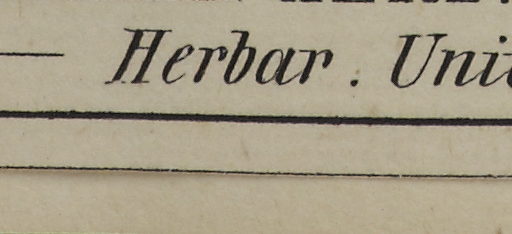 — Herbar. Uni